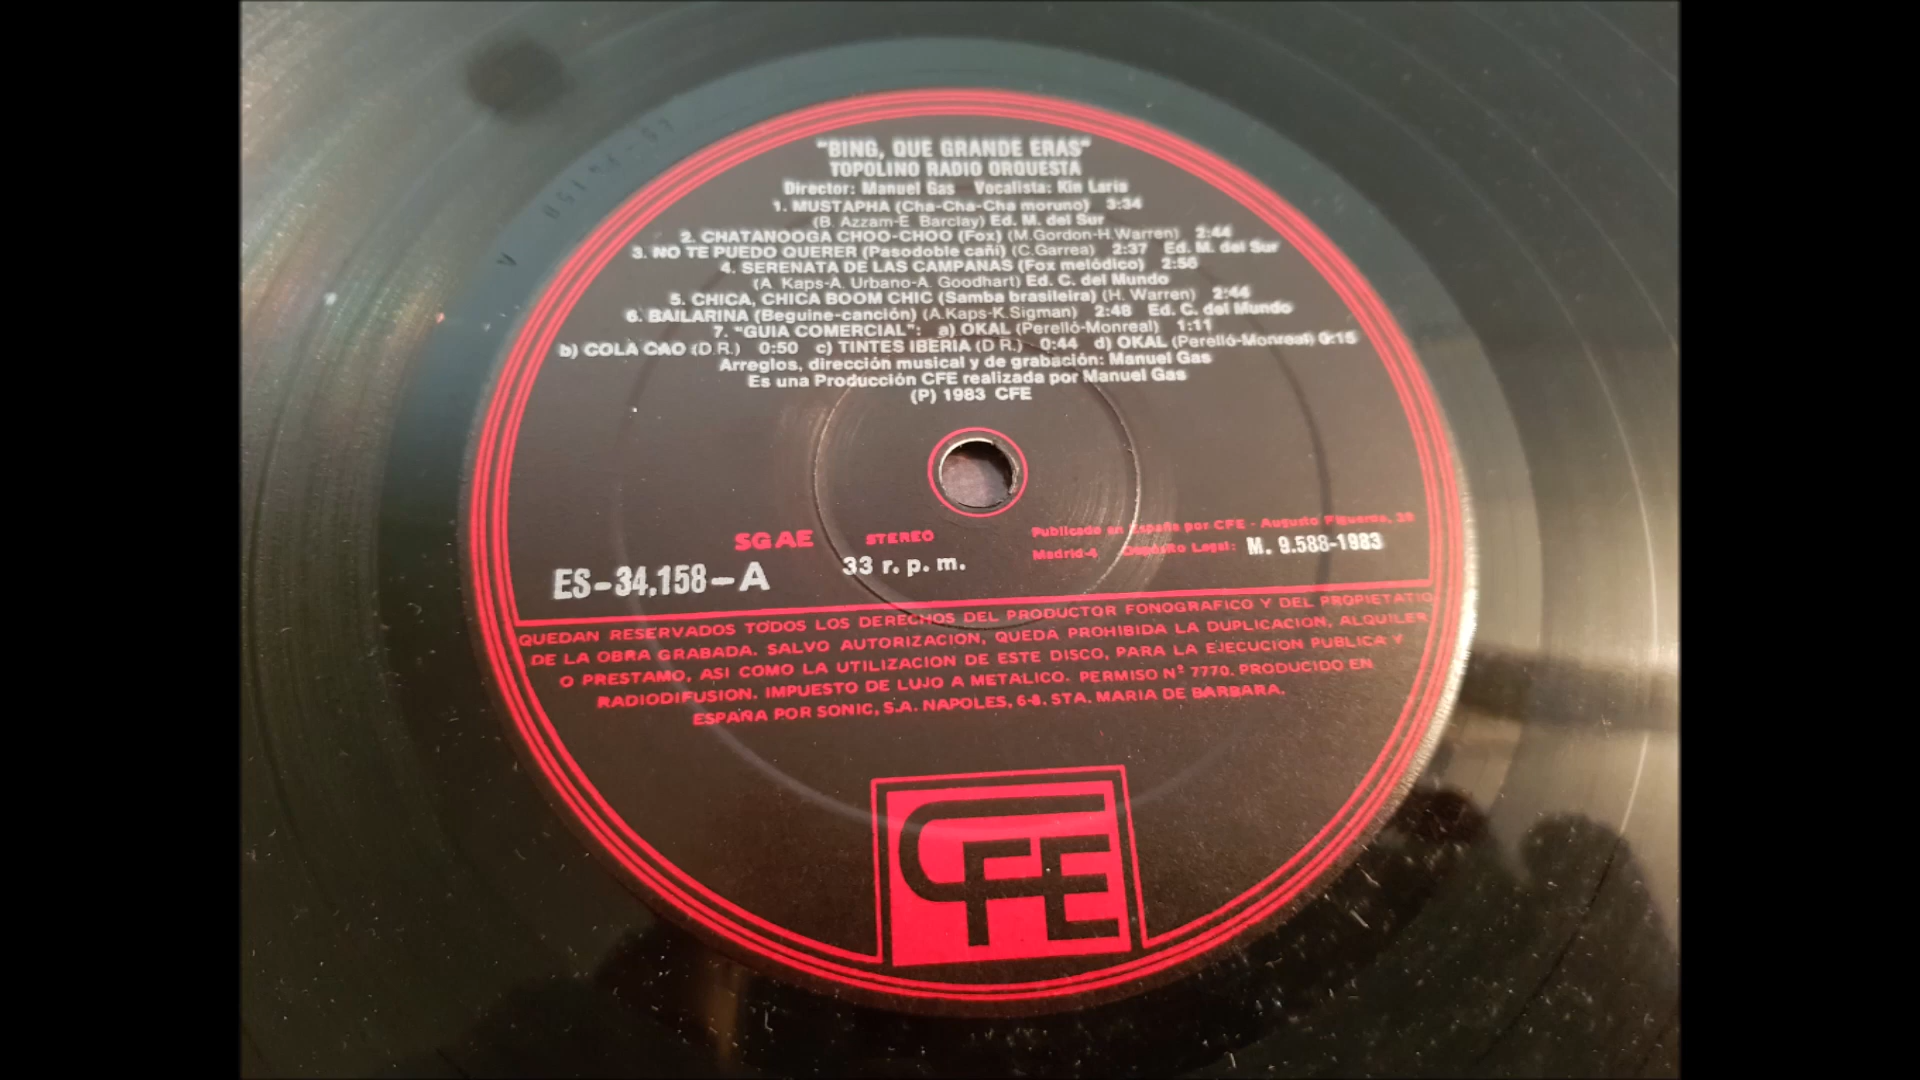 "BING, QUE GRANDE ERAS"
TOPOLINO RADIO ORQUESTA
Director: Manuel Gas Vocalista: Kin Laria
1. MUSTAPHA (Cha-Cha-Cha moruno) 3:34
(B. Azzam-E. Barclay) Ed. M. del Sur
2. CHATANOOGA CHOO-CHOO (Fox) (M.Gordon-H.Warren) 2:44
3. NO TE PUEDO QUERER (Pasodoble cañí) (C.Garrea) 2:37 Ed. M. del Sur
4. SERENATA DE LAS CAMPANAS (Fox melódico) 2:56
(A. Kaps-A. Urbano-A. Goodhart) Ed. C. del Mundo
5. CHICA, CHICA BOOM CHIC (Samba brasileira) (H. Warren) 2:44
6. BAILARINA (Beguine-canción) (A.Kaps-K.Sigman) 2:48 Ed. C. del Mundo
7. "GUIA COMERCIAL": a) OKAL (Perelló-Monreal) 1:11
b) COLA CAO (D.R.) 0:50 c) TINTES IBERIA (D.R.) 0:44 d) OKAL (Perelló-Monreal) 0:15
Arreglos, dirección musical y de grabación: Manuel Gas
Es una Producción CFE realizada por Manuel Gas
(P) 1983 CFE
SGAE STEREO Publicado en España por CFE - Augusto Figueroa,
Madrid-4 Depósito Legal: M. 9.588-1983
ES-34.158-A 33 r.p.m.
QUEDAN RESERVADOS TODOS LOS DERECHOS DEL PRODUCTOR FONOGRAFICO Y DEL PROPIETATIO
DE LA OBRA GRABADA. SALVO AUTORIZACION, QUEDA PROHIBIDA LA DUPLICACION, ALQUILER
O PRESTAMO, ASI COMO LA UTILIZACION DE ESTE DISCO, PARA LA EJECUCION PUBLICA Y
RADIODIFUSION. IMPUESTO DE LUJO A METALICO. PERMISO Nº 7770. PRODUCIDO EN
ESPAÑA POR SONIC, S.A. NAPOLES, 6-8. STA. MARIA DE BARBARA.
CFE